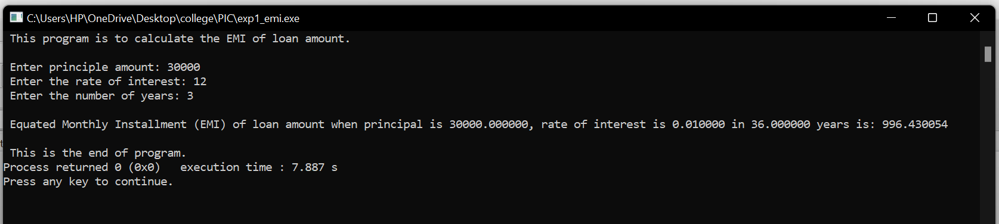 C:\Users\HP\OneDrive\Desktop\college\PIC\exp1_emi.exe
This program is to calculate the EMI of loan amount.
Enter principle amount: 30000
Enter the rate of interest: 12
Enter the number of years: 3
Equated Monthly Installment (EMI) of loan amount when principal is 30000.000000, rate of interest is 0.010000 in 36.000000 years is: 996.430054
This is the end of program.
Process returned 0 (0x0)   execution time : 7.887 s
Press any key to continue.